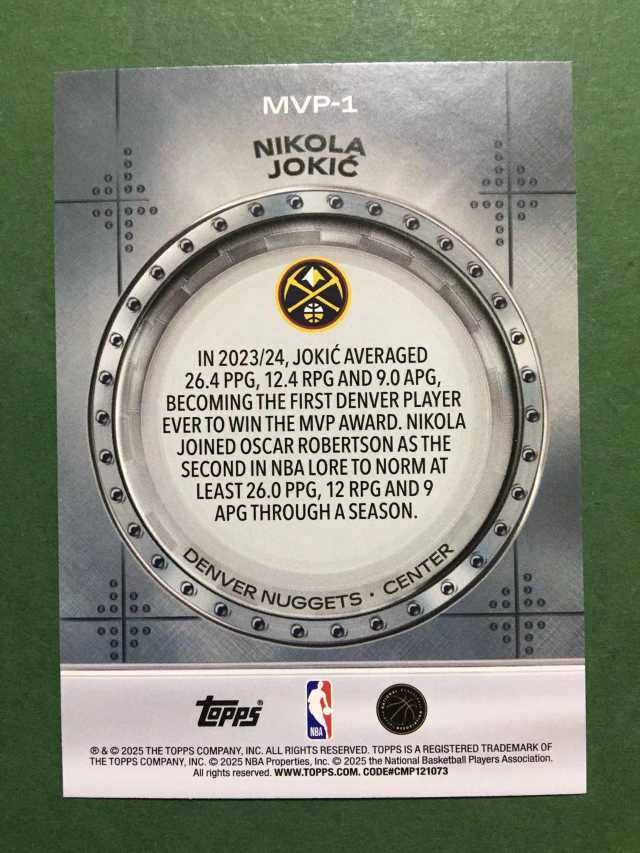 MVP-1
NIKOLA
JOKIĆ
IN 2023/24, JOKIĆ AVERAGED
26.4 PPG, 12.4 RPG AND 9.0 APG,
BECOMING THE FIRST DENVER PLAYER
EVER TO WIN THE MVP AWARD. NIKOLA
JOINED OSCAR ROBERTSON AS THE
SECOND IN NBA LORE TO NORM AT
LEAST 26.0 PPG, 12 RPG AND 9
APG THROUGH A SEASON.
DENVER NUGGETS · CENTER
topps®
NBA
® & © 2025 THE TOPPS COMPANY, INC. ALL RIGHTS RESERVED. TOPPS IS A REGISTERED TRADEMARK OF
THE TOPPS COMPANY, INC. © 2025 NBA Properties, Inc. © 2025 the National Basketball Players Association.
All rights reserved. WWW.TOPPS.COM. CODE#CMP121073